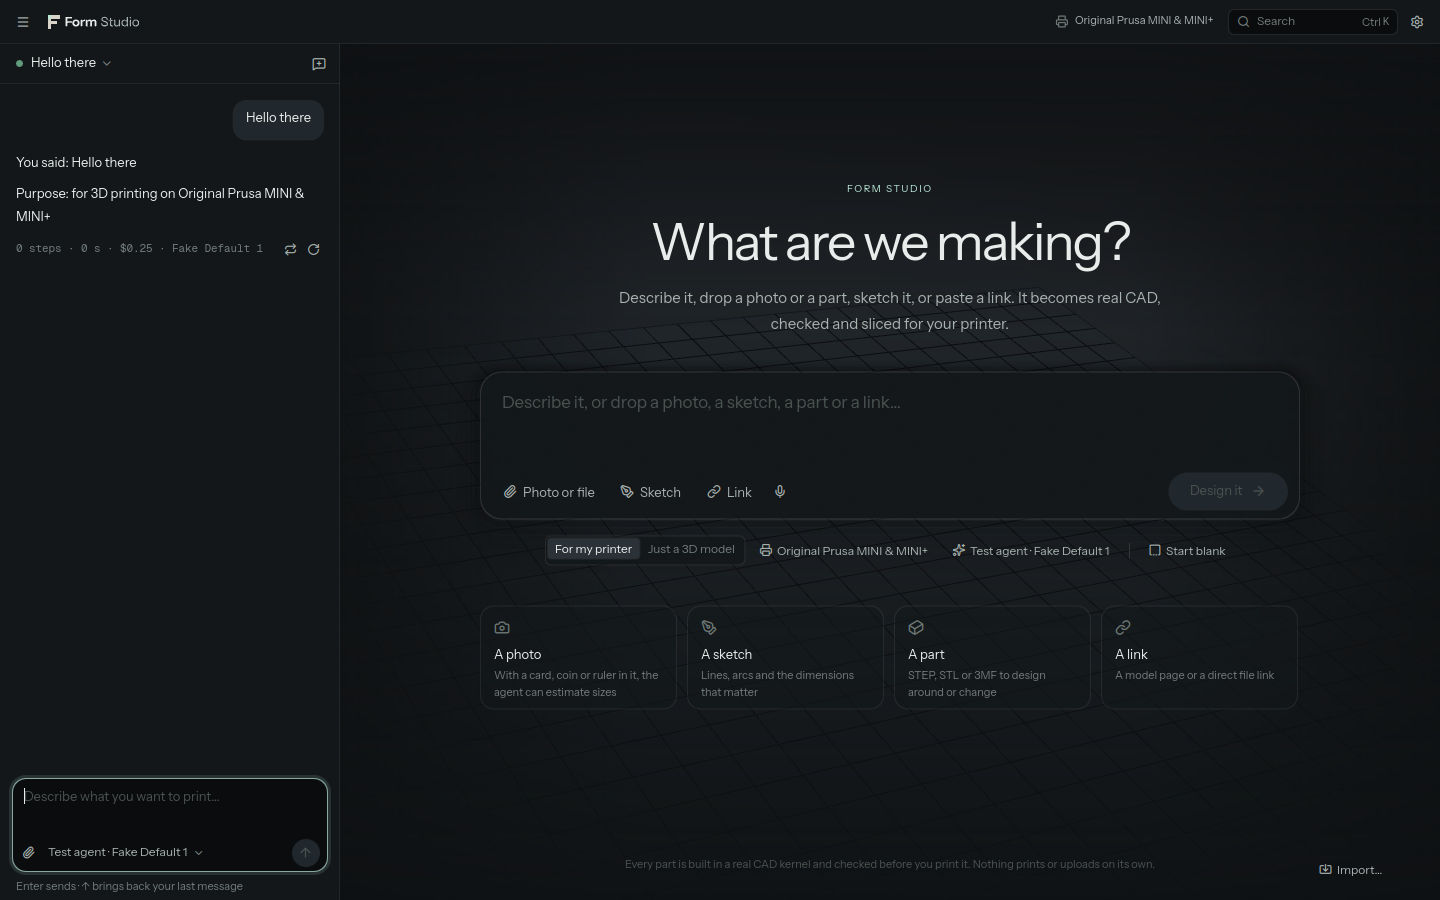 Form Studio
Original Prusa MINI & MINI+
Search
Ctrl K
Hello there
Hello there
You said: Hello there
Purpose: for 3D printing on Original Prusa MINI &
MINI+
0 steps · 0 s · $0.25 · Fake Default 1
Describe what you want to print...
Test agent · Fake Default 1
Enter sends · ↑ brings back your last message
FORM STUDIO
What are we making?
Describe it, drop a photo or a part, sketch it, or paste a link. It becomes real CAD,
checked and sliced for your printer.
Describe it, or drop a photo, a sketch, a part or a link...
Photo or file
Sketch
Link
Design it
For my printer
Just a 3D model
Original Prusa MINI & MINI+
Test agent · Fake Default 1
Start blank
A photo
With a card, coin or ruler in it, the
agent can estimate sizes
A sketch
Lines, arcs and the dimensions
that matter
A part
STEP, STL or 3MF to design
around or change
A link
A model page or a direct file link
Every part is built in a real CAD kernel and checked before you print it. Nothing prints or uploads on its own.
Import...